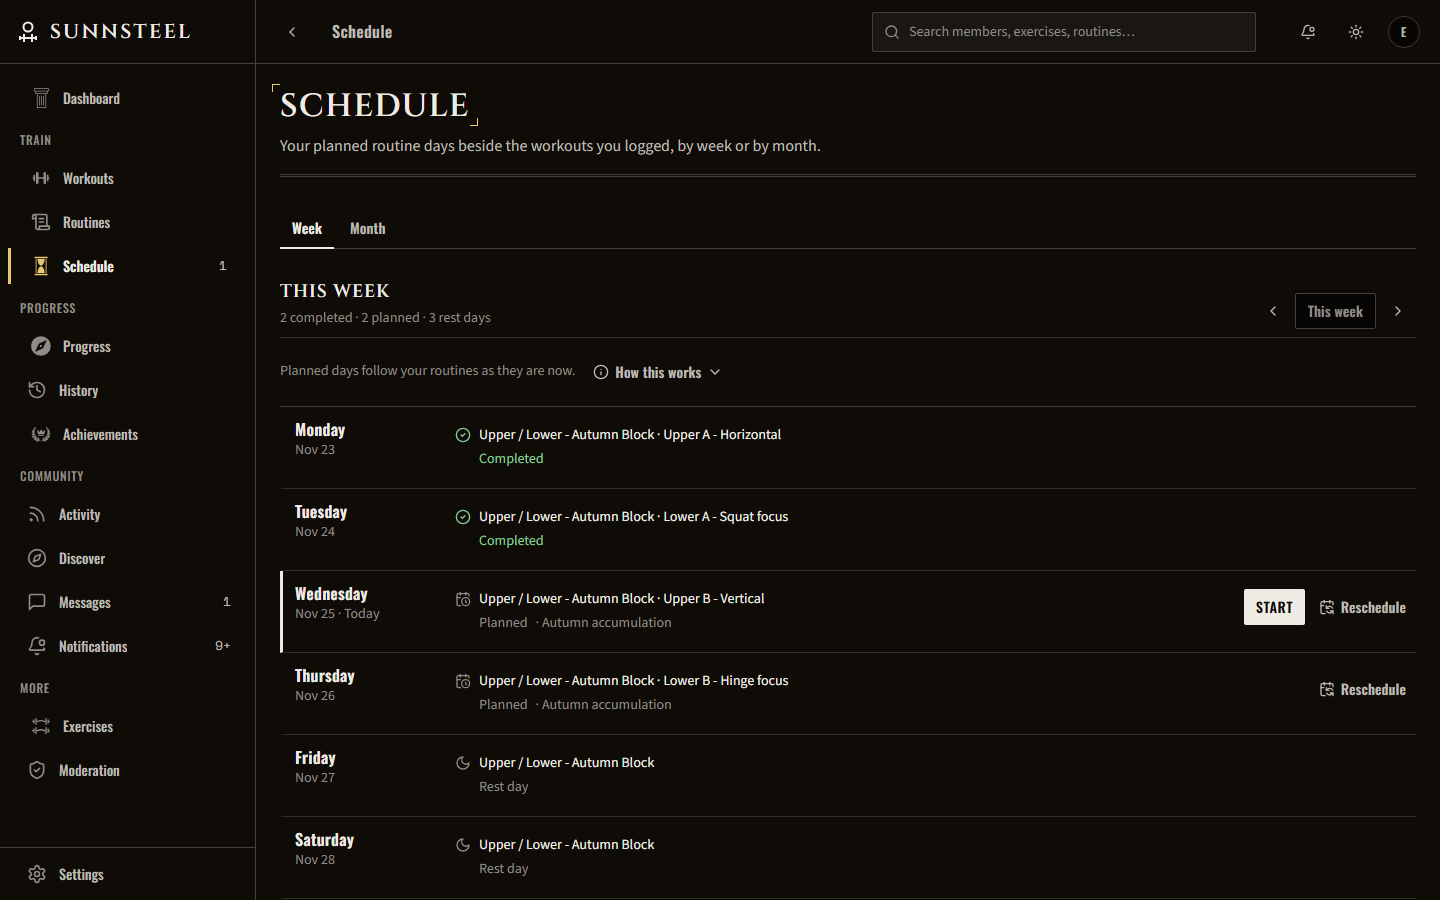 SUNNSTEEL
Schedule
Search members, exercises, routines…
E
Dashboard
TRAIN
Workouts
Routines
Schedule 1
PROGRESS
Progress
History
Achievements
COMMUNITY
Activity
Discover
Messages 1
Notifications 9+
MORE
Exercises
Moderation
Settings
SCHEDULE
Your planned routine days beside the workouts you logged, by week or by month.
Week Month
THIS WEEK
2 completed · 2 planned · 3 rest days
This week
Planned days follow your routines as they are now. How this works
Monday
Nov 23
Upper / Lower - Autumn Block · Upper A - Horizontal
Completed
Tuesday
Nov 24
Upper / Lower - Autumn Block · Lower A - Squat focus
Completed
Wednesday
Nov 25 · Today
Upper / Lower - Autumn Block · Upper B - Vertical
Planned · Autumn accumulation
START Reschedule
Thursday
Nov 26
Upper / Lower - Autumn Block · Lower B - Hinge focus
Planned · Autumn accumulation
Reschedule
Friday
Nov 27
Upper / Lower - Autumn Block
Rest day
Saturday
Nov 28
Upper / Lower - Autumn Block
Rest day